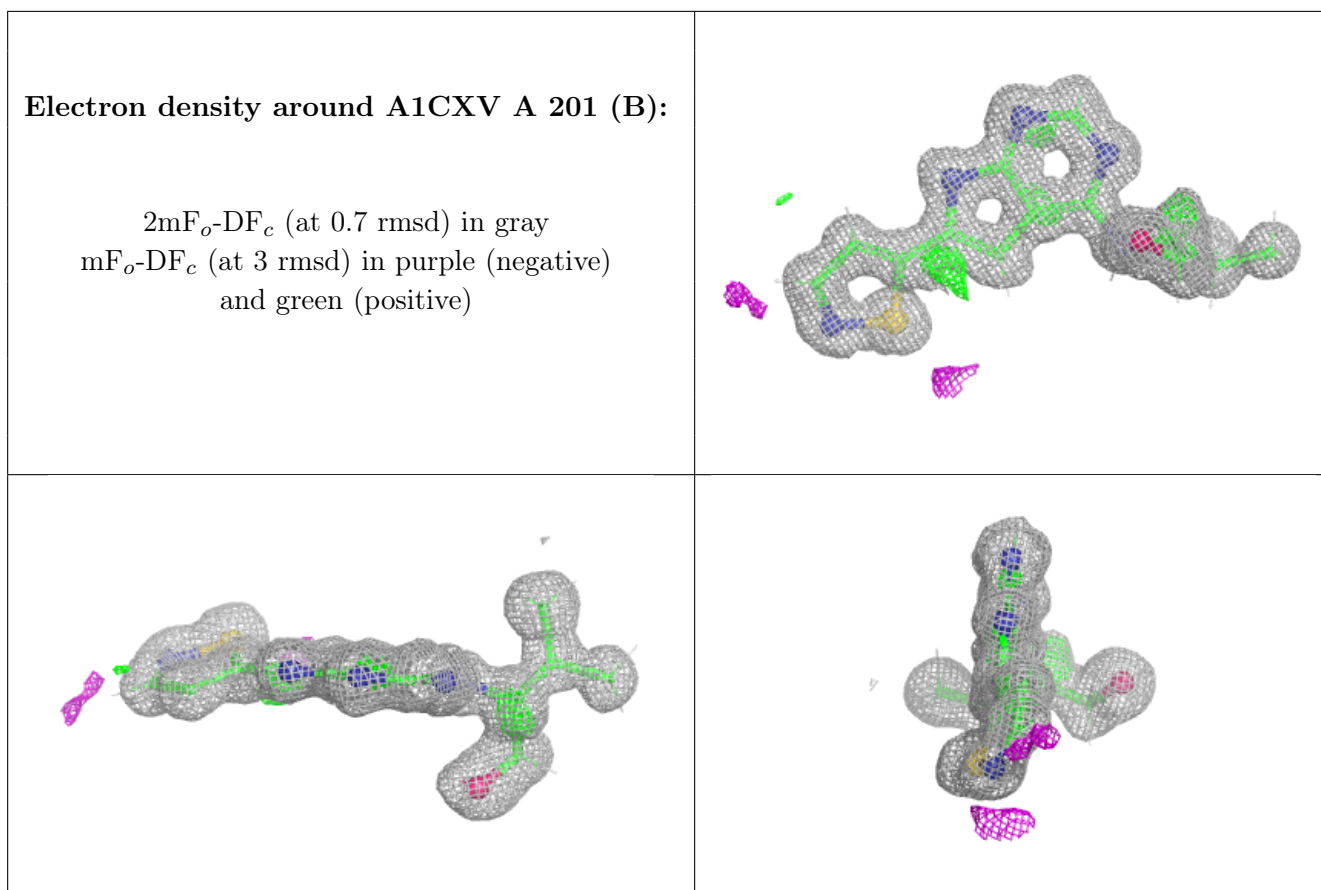 Electron density around A1CXV A 201 (B):
2mFo-DFc (at 0.7 rmsd) in gray
mFo-DFc (at 3 rmsd) in purple (negative)
and green (positive)